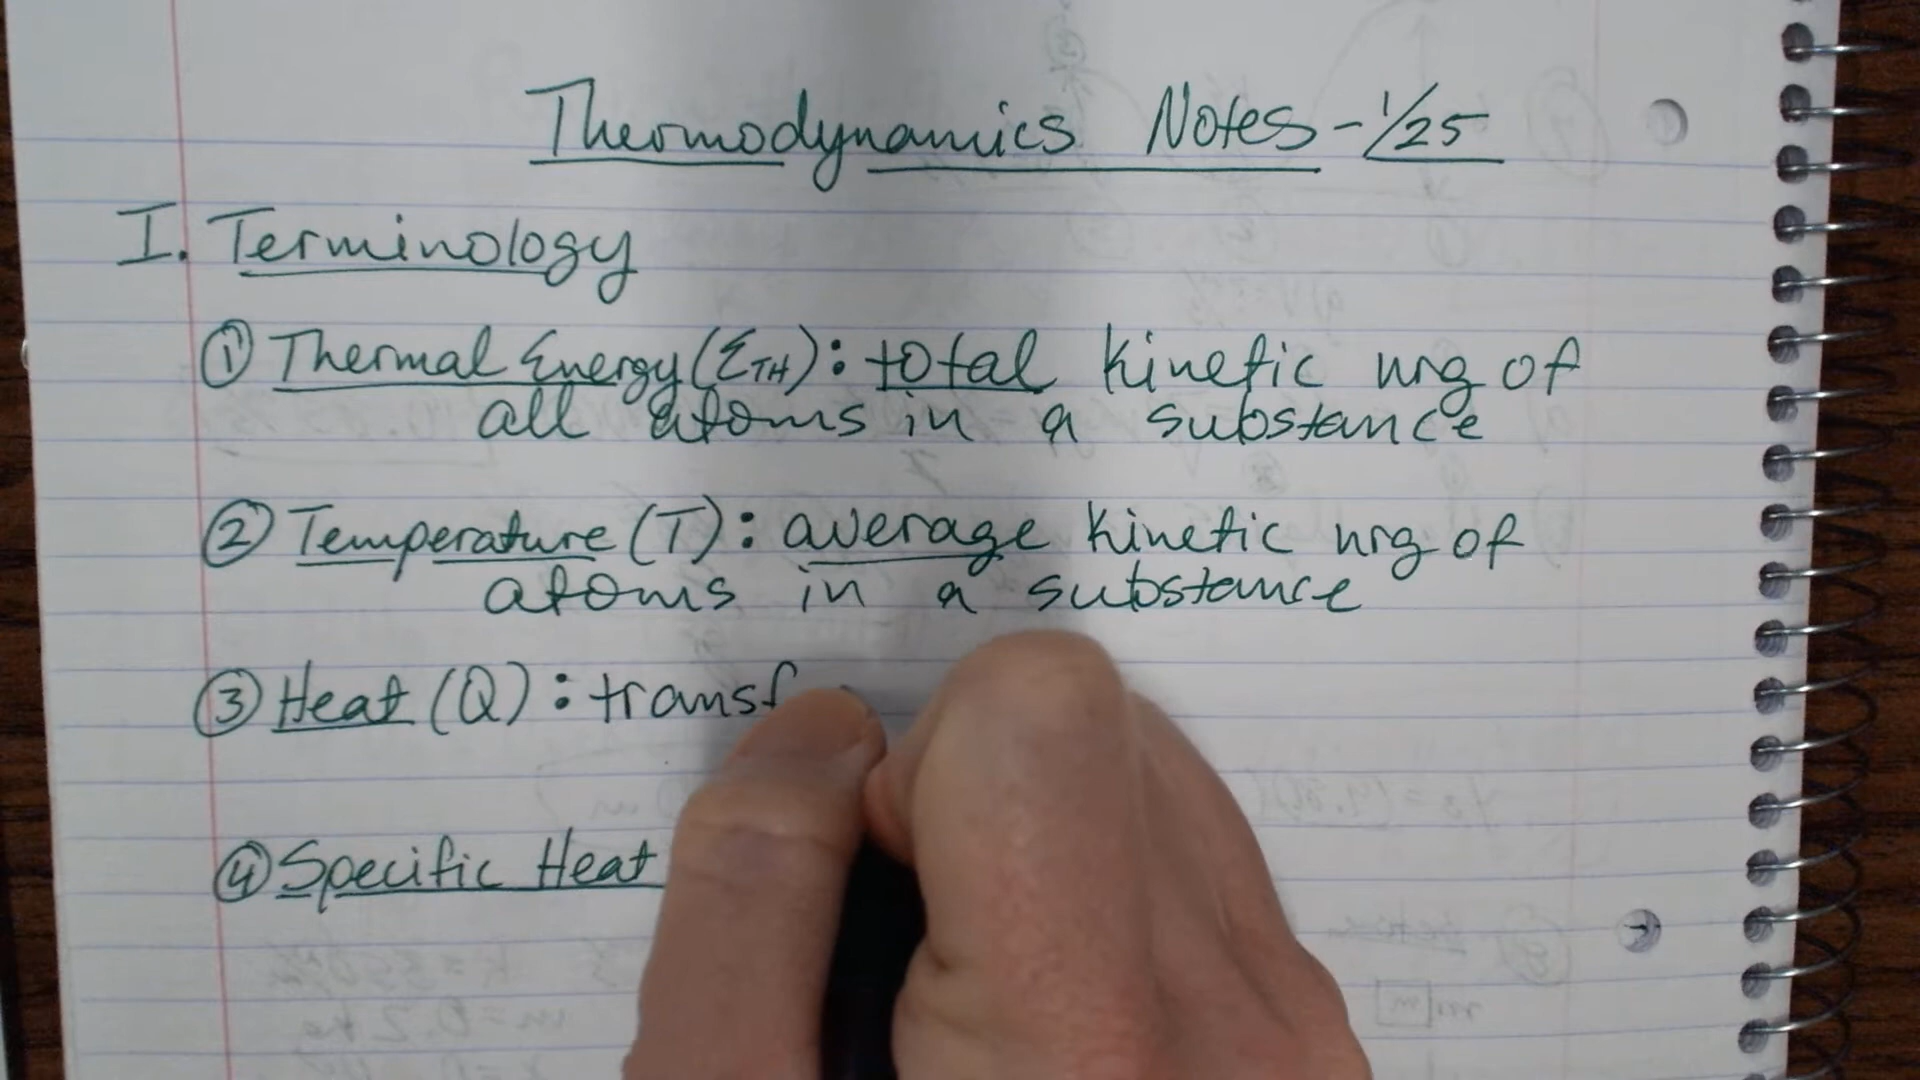 Thermodynamics Notes - 1/25
I. Terminology
① Thermal Energy (ETH): total kinetic nrg of
all atoms in a substance
② Temperature (T): average kinetic nrg of
atoms in a substance
③ Heat (Q): transf
④ Specific Heat